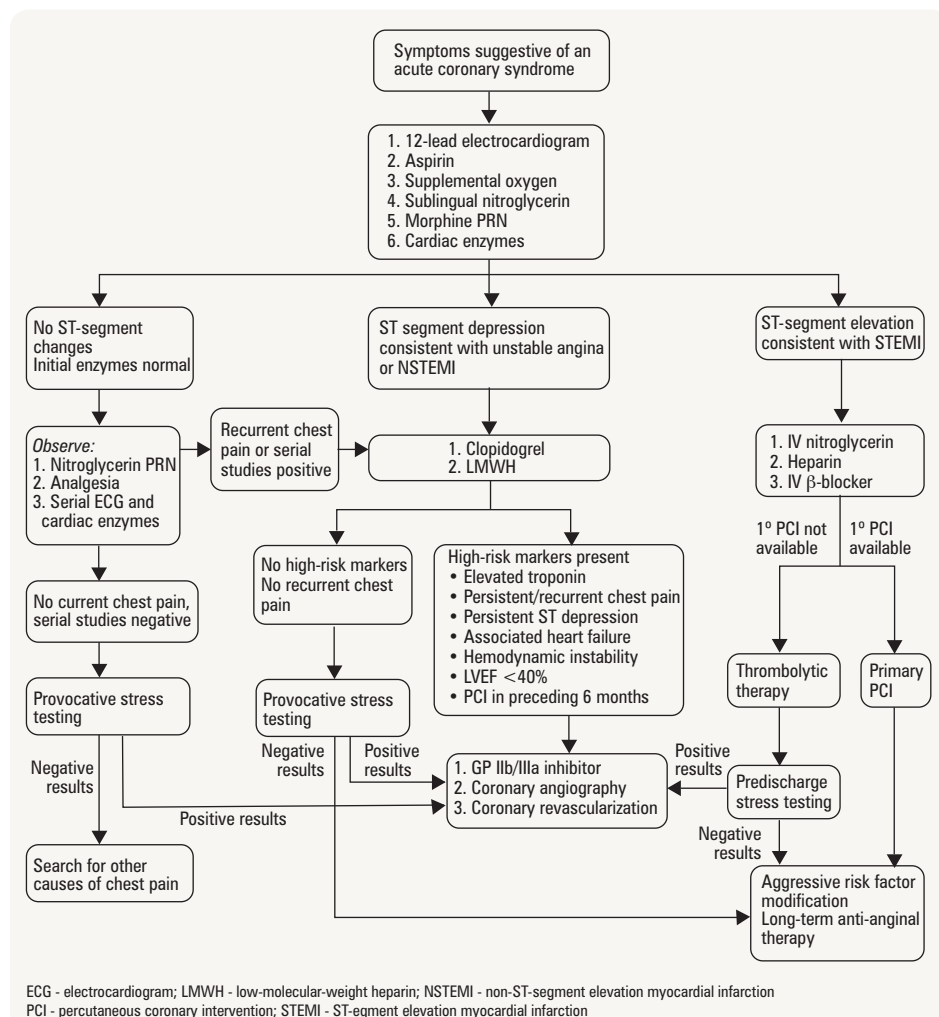 Symptoms suggestive of an
acute coronary syndrome
1. 12-lead electrocardiogram
2. Aspirin
3. Supplemental oxygen
4. Sublingual nitroglycerin
5. Morphine PRN
6. Cardiac enzymes
No ST-segment
changes
Initial enzymes normal
ST segment depression
consistent with unstable angina
or NSTEMI
ST-segment elevation
consistent with STEMI
Observe:
1. Nitroglycerin PRN
2. Analgesia
3. Serial ECG and
cardiac enzymes
Recurrent chest
pain or serial
studies positive
1. Clopidogrel
2. LMWH
1. IV nitroglycerin
2. Heparin
3. IV β-blocker
1º PCI not
available
1º PCI
available
No current chest pain,
serial studies negative
No high-risk markers
No recurrent chest
pain
High-risk markers present
• Elevated troponin
• Persistent/recurrent chest pain
• Persistent ST depression
• Associated heart failure
• Hemodynamic instability
• LVEF <40%
• PCI in preceding 6 months
Thrombolytic
therapy
Primary
PCI
Provocative stress
testing
Provocative stress
testing
Negative
results
Positive results
Negative
results
Positive
results
1. GP IIb/IIIa inhibitor
2. Coronary angiography
3. Coronary revascularization
Positive
results
Predischarge
stress testing
Negative
results
Search for other
causes of chest pain
Aggressive risk factor
modification
Long-term anti-anginal
therapy
ECG - electrocardiogram; LMWH - low-molecular-weight heparin; NSTEMI - non-ST-segment elevation myocardial infarction
PCI - percutaneous coronary intervention; STEMI - ST-egment elevation myocardial infarction